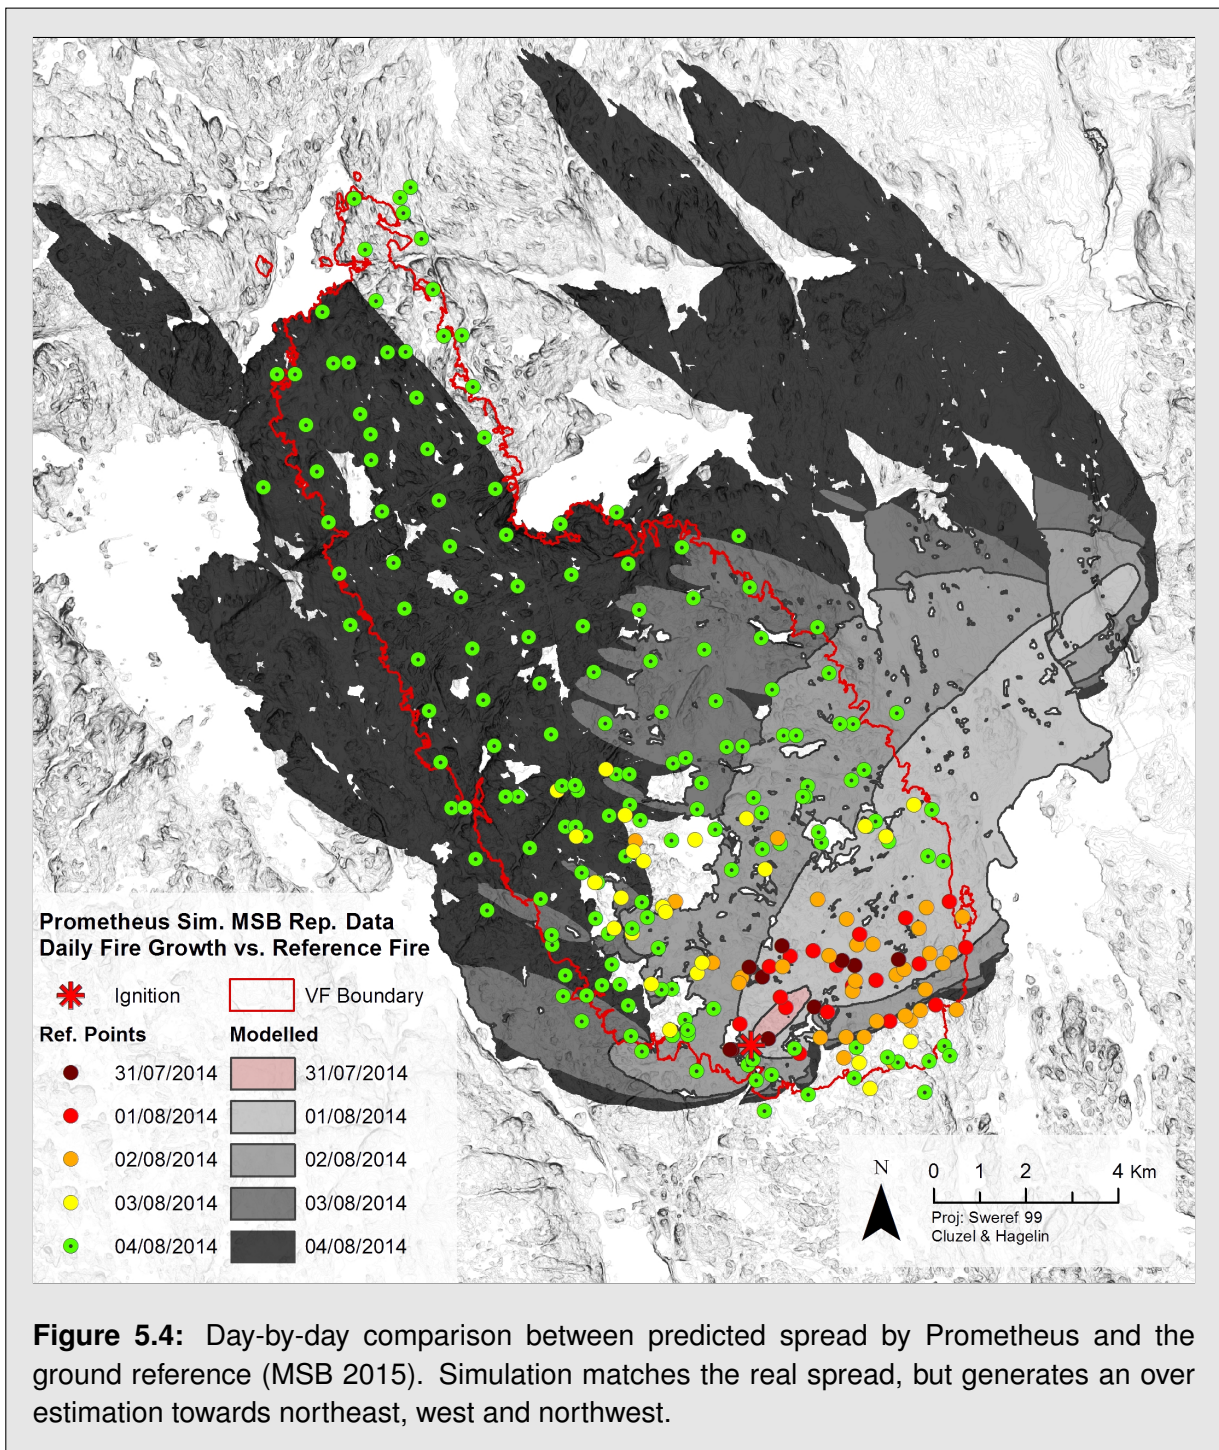 Prometheus Sim. MSB Rep. Data
Daily Fire Growth vs. Reference Fire
Ignition
VF Boundary
Ref. Points
Modelled
31/07/2014
31/07/2014
01/08/2014
01/08/2014
02/08/2014
02/08/2014
03/08/2014
03/08/2014
04/08/2014
04/08/2014
N
0 1 2 4 Km
Proj: Sweref 99
Cluzel & Hagelin
Figure 5.4: Day-by-day comparison between predicted spread by Prometheus and the
ground reference (MSB 2015). Simulation matches the real spread, but generates an over
estimation towards northeast, west and northwest.